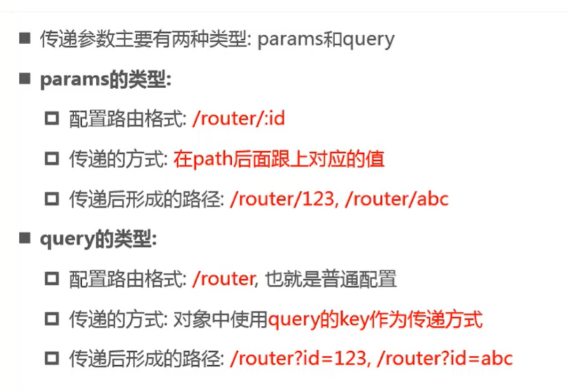 传递参数主要有两种类型: params和query
params的类型:
配置路由格式: /router/:id
传递的方式: 在path后面跟上对应的值
传递后形成的路径: /router/123, /router/abc
query的类型:
配置路由格式: /router, 也就是普通配置
传递的方式: 对象中使用query的key作为传递方式
传递后形成的路径: /router?id=123, /router?id=abc